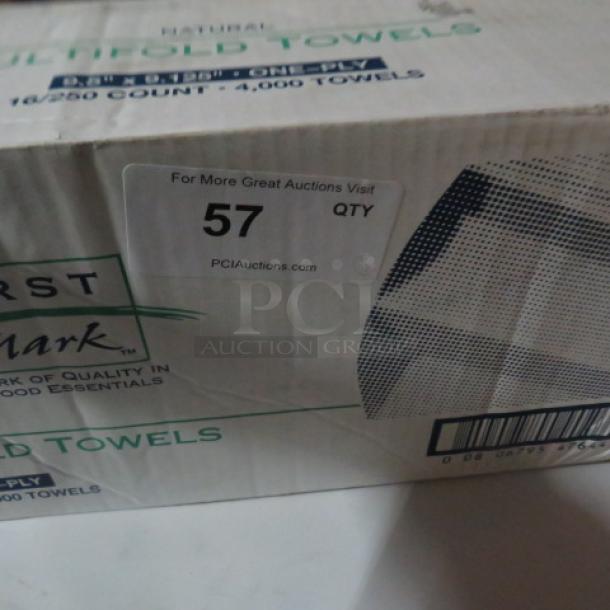 NATURAL
ULTIFOLD TOWELS
9.5" x 9.125" · ONE-PLY
16/250 COUNT · 4,000 TOWELS
For More Great Auctions Visit
57 QTY
PCIAuctions.com
PCI
AUCTION GROUP
RST
Mark™
RK OF QUALITY IN
OOD ESSENTIALS
LD TOWELS
-PLY
00 TOWELS